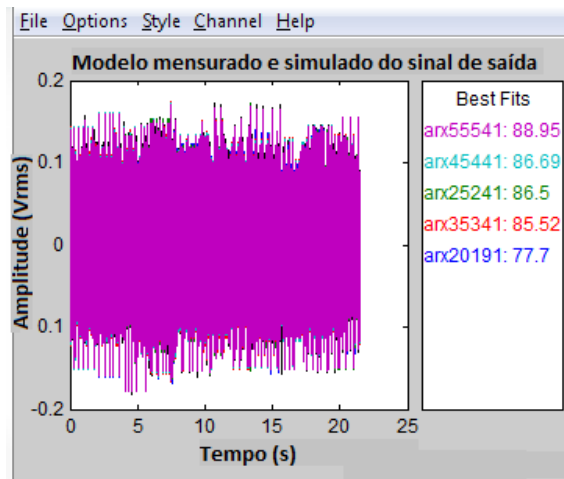 File Options Style Channel Help
Modelo mensurado e simulado do sinal de saída
0.2
0.1
0
0.1
-0.2
Amplitude (Vrms)
0 5 10 15 20 25
Tempo (s)
Best Fits
arx55541: 88.95
arx45441: 86.69
arx25241: 86.5
arx35341: 85.52
arx20191: 77.7